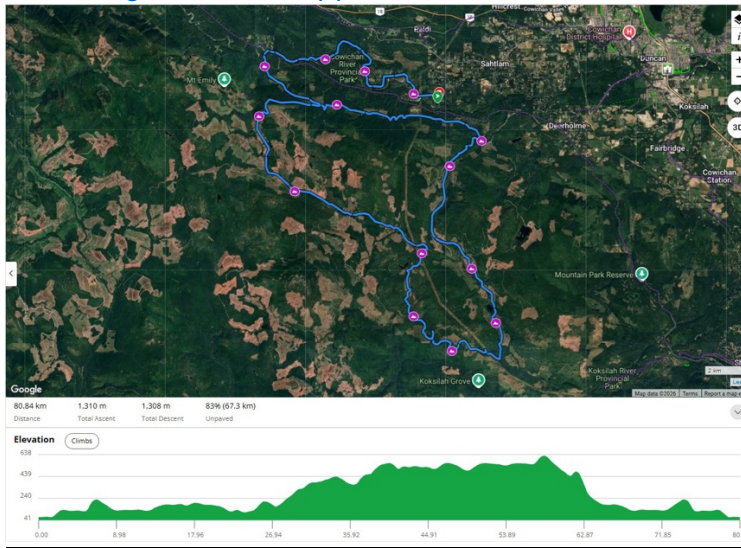 Hillcrest
Cowichan Valley
18
Paldi
Cowichan
District Hospital
H
Cowichan
River
Provincial
Park
Sahtlam
Duncan
Mt Emily
Koksilah
3D
Deerholme
Fairbridge
Cowichan
Station
Mountain Park Reserve
Koksilah River
Provincial
Park
Koksilah Grove
2 km
Google
Map data ©2026
Terms
Report a map e
80.84 km
1,310 m
1,308 m
83% (67.3 km)
Distance
Total Ascent
Total Descent
Unpaved
Elevation
Climbs
638
439
240
41
0.00
8.98
17.96
26.94
35.92
44.91
53.89
62.87
71.85
80.